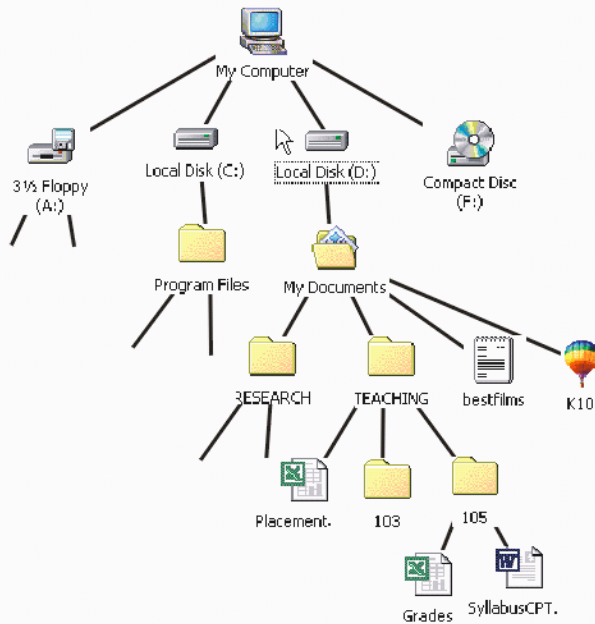 My Computer
3½ Floppy
(A:)
Local Disk (C:)
Local Disk (D:)
Compact Disc
(F:)
Program Files
My Documents
RESEARCH
TEACHING
bestfilms
K10
Placement.
103
105
Grades
SyllabusCPT.